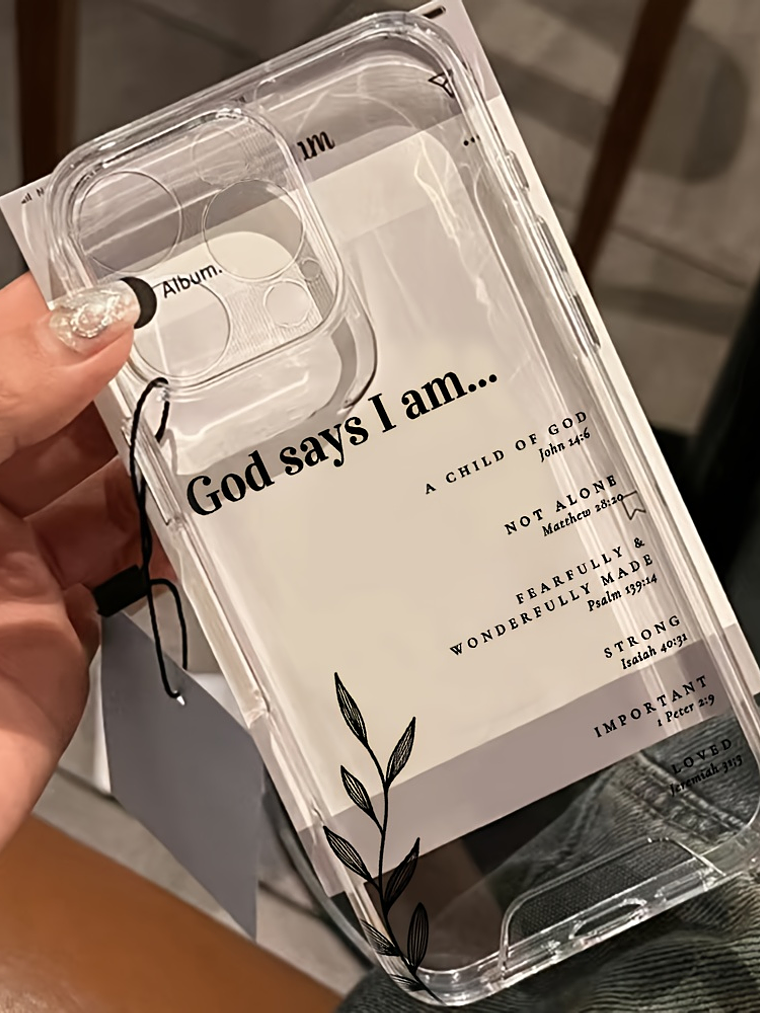 um
Album.
God says I am...
A CHILD OF GOD
John 14:6
NOT ALONE
Matthew 28:20
FEARFULLY &
WONDERFULLY MADE
Psalm 139:14
STRONG
Isaiah 40:31
IMPORTANT
1 Peter 2:9
LOVED
Jeremiah 31:3